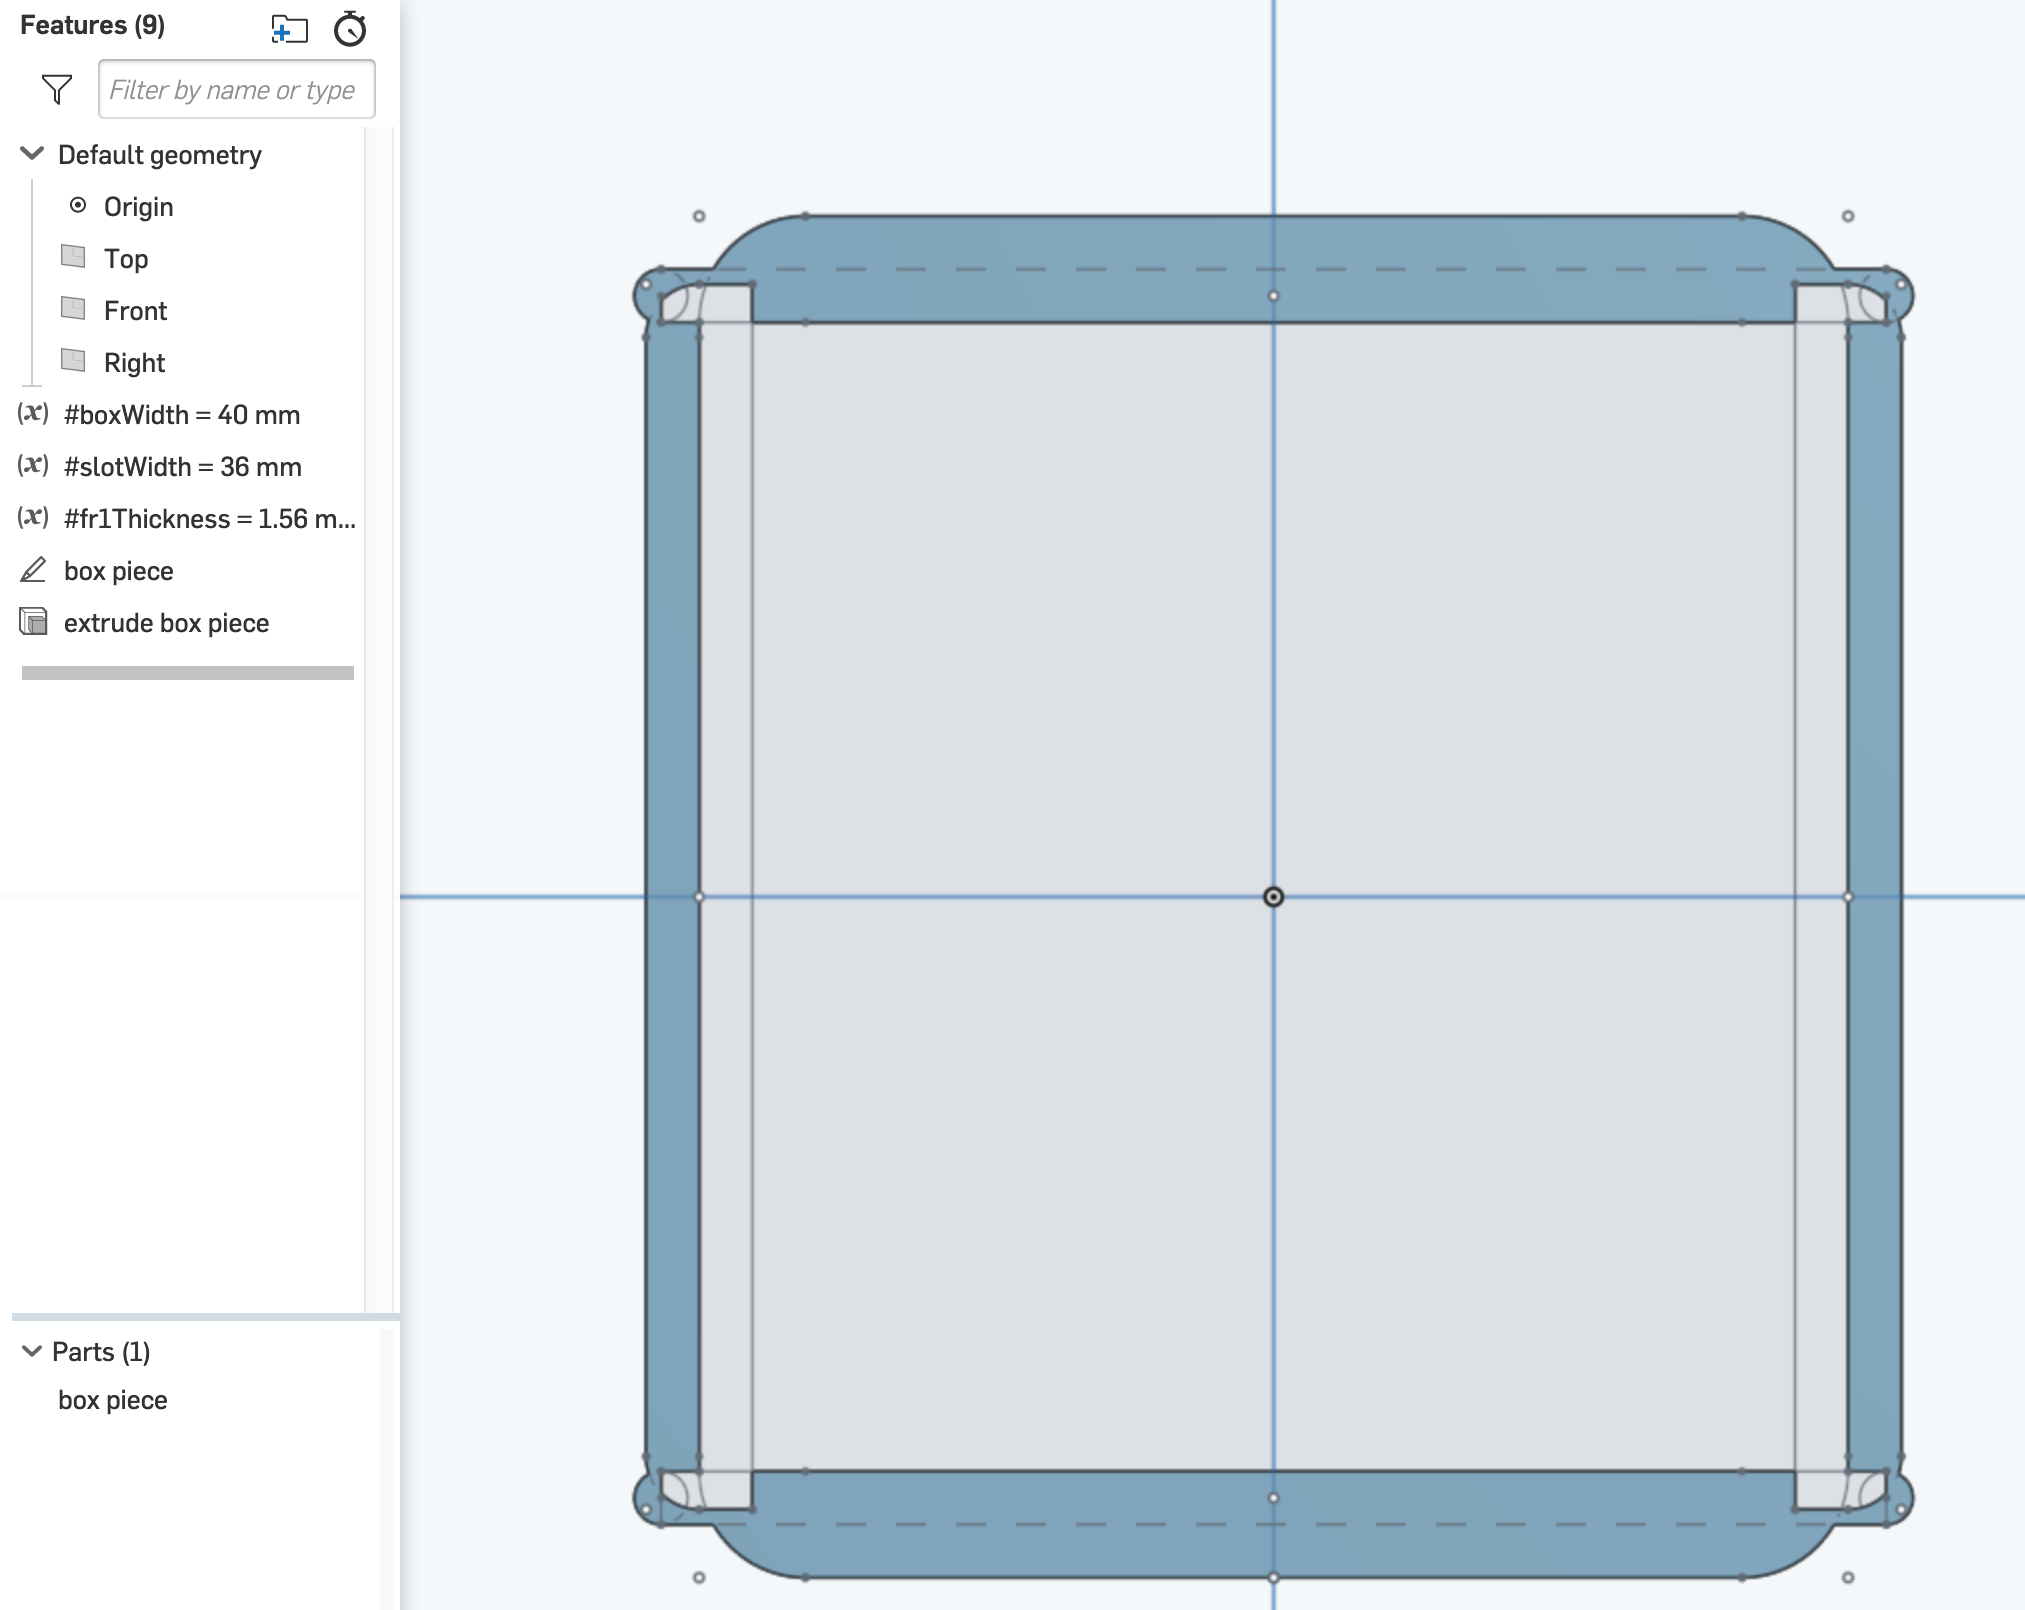 Features (9)
Filter by name or type
Default geometry
Origin
Top
Front
Right
(x) #boxWidth = 40 mm
(x) #slotWidth = 36 mm
(x) #fr1Thickness = 1.56 m...
box piece
extrude box piece
Parts (1)
box piece